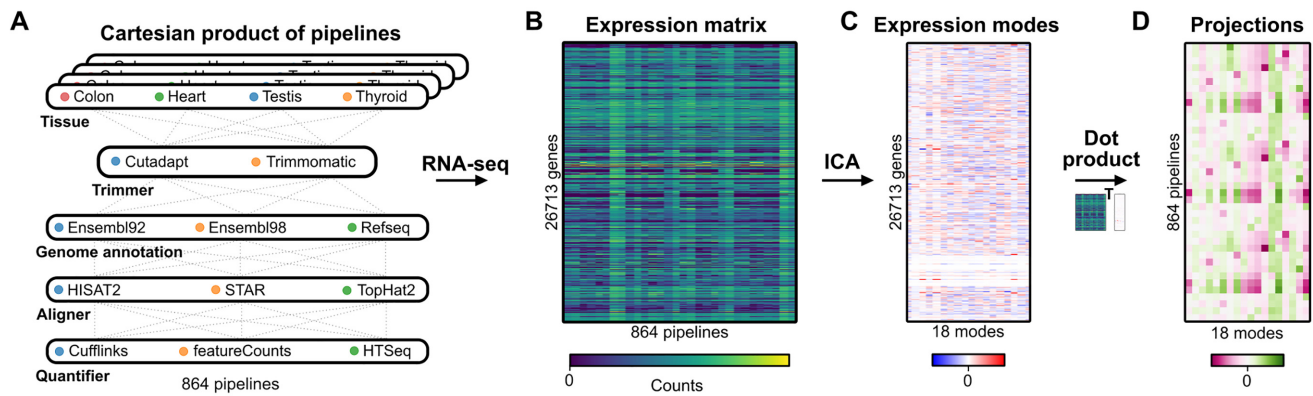 A
Cartesian product of pipelines
Colon Heart Testis Thyroid
Tissue
Cutadapt Trimmomatic
Trimmer
Ensembl92 Ensembl98 Refseq
Genome annotation
HISAT2 STAR TopHat2
Aligner
Cufflinks featureCounts HTSeq
Quantifier
864 pipelines
RNA-seq
B
Expression matrix
26713 genes
864 pipelines
0
Counts
ICA
C
Expression modes
26713 genes
18 modes
0
Dot
product
T
D
Projections
864 pipelines
18 modes
0